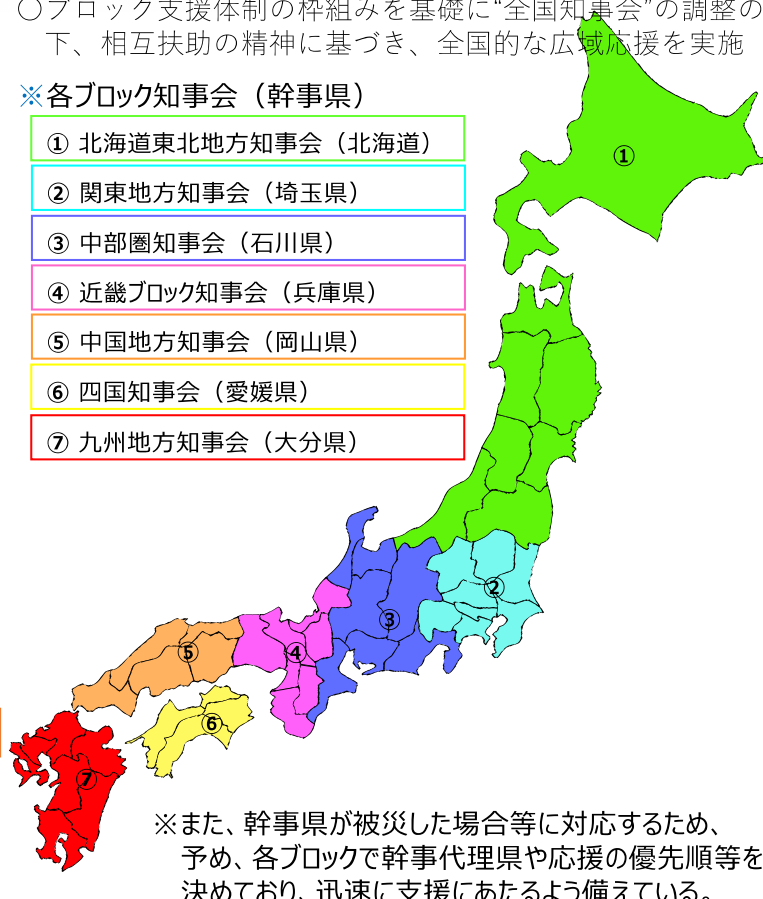 〇ブロック支援体制の枠組みを基礎に“全国知事会”の調整の
下、相互扶助の精神に基づき、全国的な広域応援を実施
※各ブロック知事会（幹事県）
① 北海道東北地方知事会（北海道）
② 関東地方知事会（埼玉県）
③ 中部圏知事会（石川県）
④ 近畿ブロック知事会（兵庫県）
⑤ 中国地方知事会（岡山県）
⑥ 四国知事会（愛媛県）
⑦ 九州地方知事会（大分県）
①
②
③
④
⑤
⑥
⑦
※また、幹事県が被災した場合等に対応するため、
予め、各ブロックで幹事代理県や応援の優先順等を
決めており、迅速に支援にあたるよう備えている。